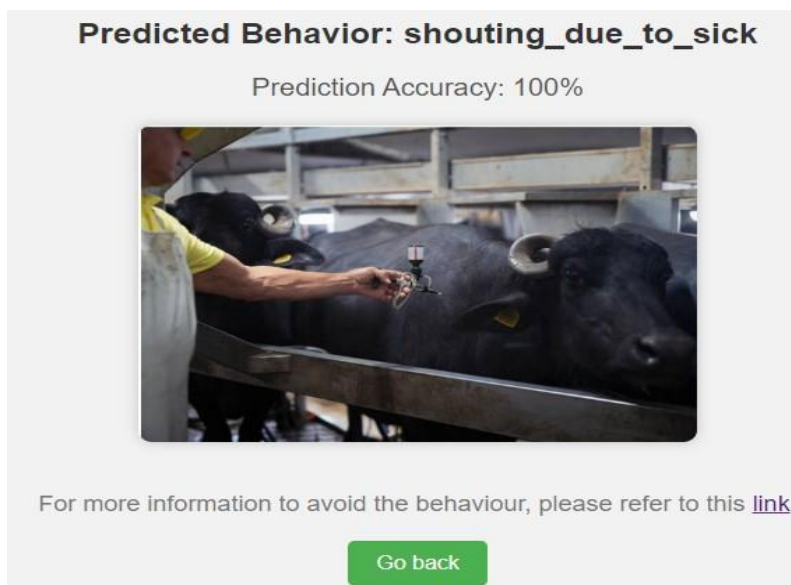 Predicted Behavior: shouting_due_to_sick
Prediction Accuracy: 100%
For more information to avoid the behaviour, please refer to this link
Go back